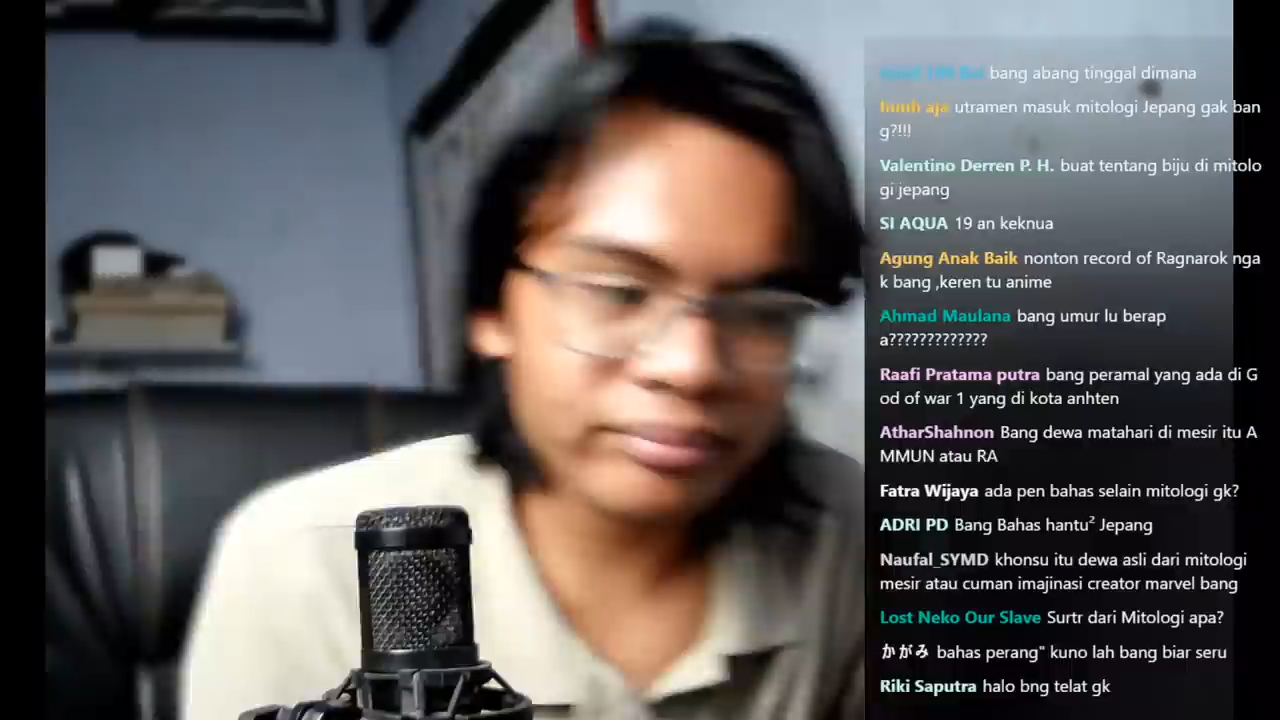 bang abang tinggal dimana
aja utramen masuk mitologi Jepang gak ban
g?!!!
Valentino Derren P. H. buat tentang biju di mitolo
gi jepang
SI AQUA 19 an keknua
Agung Anak Baik nonton record of Ragnarok nga
k bang ,keren tu anime
Ahmad Maulana bang umur lu berap
a?????????????
Raafi Pratama putra bang peramal yang ada di G
od of war 1 yang di kota anhten
AtharShahnon Bang dewa matahari di mesir itu A
MMUN atau RA
Fatra Wijaya ada pen bahas selain mitologi gk?
ADRI PD Bang Bahas hantu² Jepang
Naufal_SYMD khonsu itu dewa asli dari mitologi
mesir atau cuman imajinasi creator marvel bang
Lost Neko Our Slave Surtr dari Mitologi apa?
かがみ bahas perang" kuno lah bang biar seru
Riki Saputra halo bng telat gk